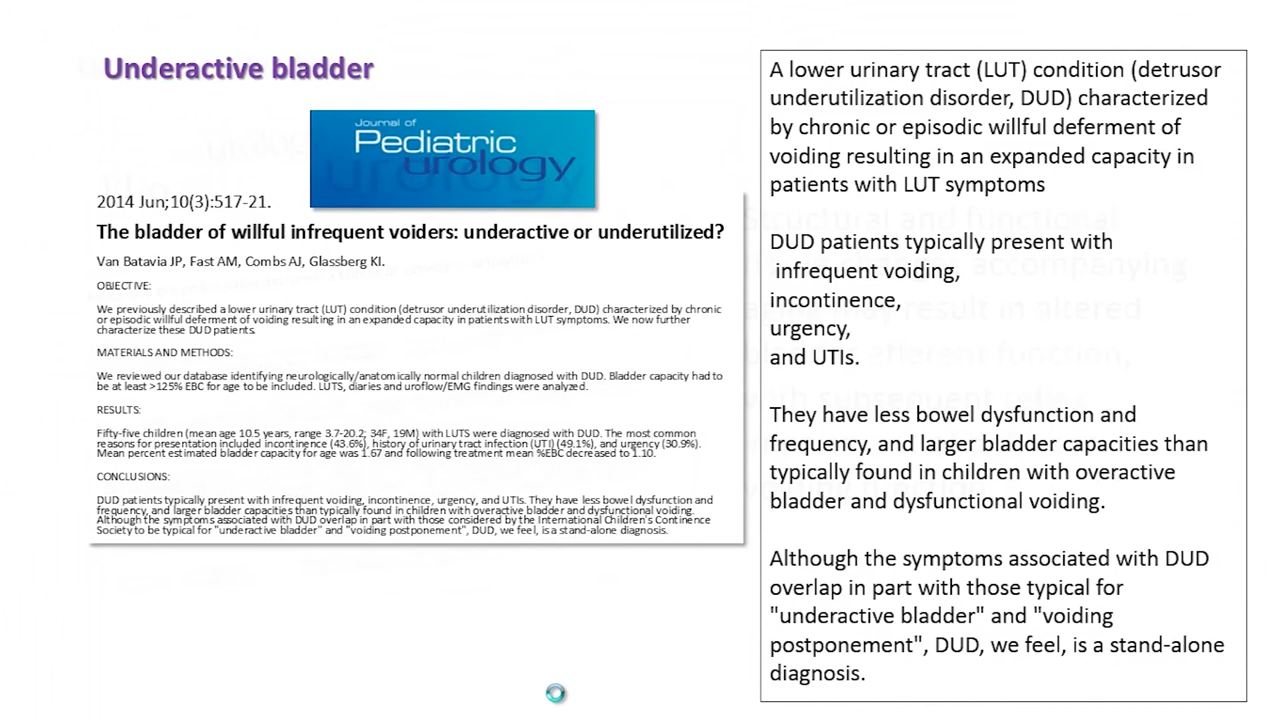 Underactive bladder
Journal of
Pediatric
urology
2014 Jun;10(3):517-21.
The bladder of willful infrequent voiders: underactive or underutilized?
Van Batavia JP, Fast AM, Combs AJ, Glassberg KI.
OBJECTIVE:
We previously described a lower urinary tract (LUT) condition (detrusor underutilization disorder, DUD) characterized by chronic
or episodic willful deferment of voiding resulting in an expanded capacity in patients with LUT symptoms. We now further
characterize these DUD patients.
MATERIALS AND METHODS:
We reviewed our database identifying neurologically/anatomically normal children diagnosed with DUD. Bladder capacity had to
be at least >125% EBC for age to be included. LUTS, diaries and uroflow/EMG findings were analyzed.
RESULTS:
Fifty-five children (mean age 10.5 years, range 3.7-20.2; 34F, 19M) with LUTS were diagnosed with DUD. The most common
reasons for presentation included incontinence (43.6%), history of urinary tract infection (UTI) (49.1%), and urgency (30.9%).
Mean percent estimated bladder capacity for age was 1.67 and following treatment mean %EBC decreased to 1.10.
CONCLUSIONS:
DUD patients typically present with infrequent voiding, incontinence, urgency, and UTIs. They have less bowel dysfunction and
frequency, and larger bladder capacities than typically found in children with overactive bladder and dysfunctional voiding.
Although the symptoms associated with DUD overlap in part with those considered by the International Children's Continence
Society to be typical for "underactive bladder" and "voiding postponement", DUD, we feel, is a stand-alone diagnosis.
A lower urinary tract (LUT) condition (detrusor
underutilization disorder, DUD) characterized
by chronic or episodic willful deferment of
voiding resulting in an expanded capacity in
patients with LUT symptoms
DUD patients typically present with
infrequent voiding,
incontinence,
urgency,
and UTIs.
They have less bowel dysfunction and
frequency, and larger bladder capacities than
typically found in children with overactive
bladder and dysfunctional voiding.
Although the symptoms associated with DUD
overlap in part with those typical for
"underactive bladder" and "voiding
postponement", DUD, we feel, is a stand-alone
diagnosis.